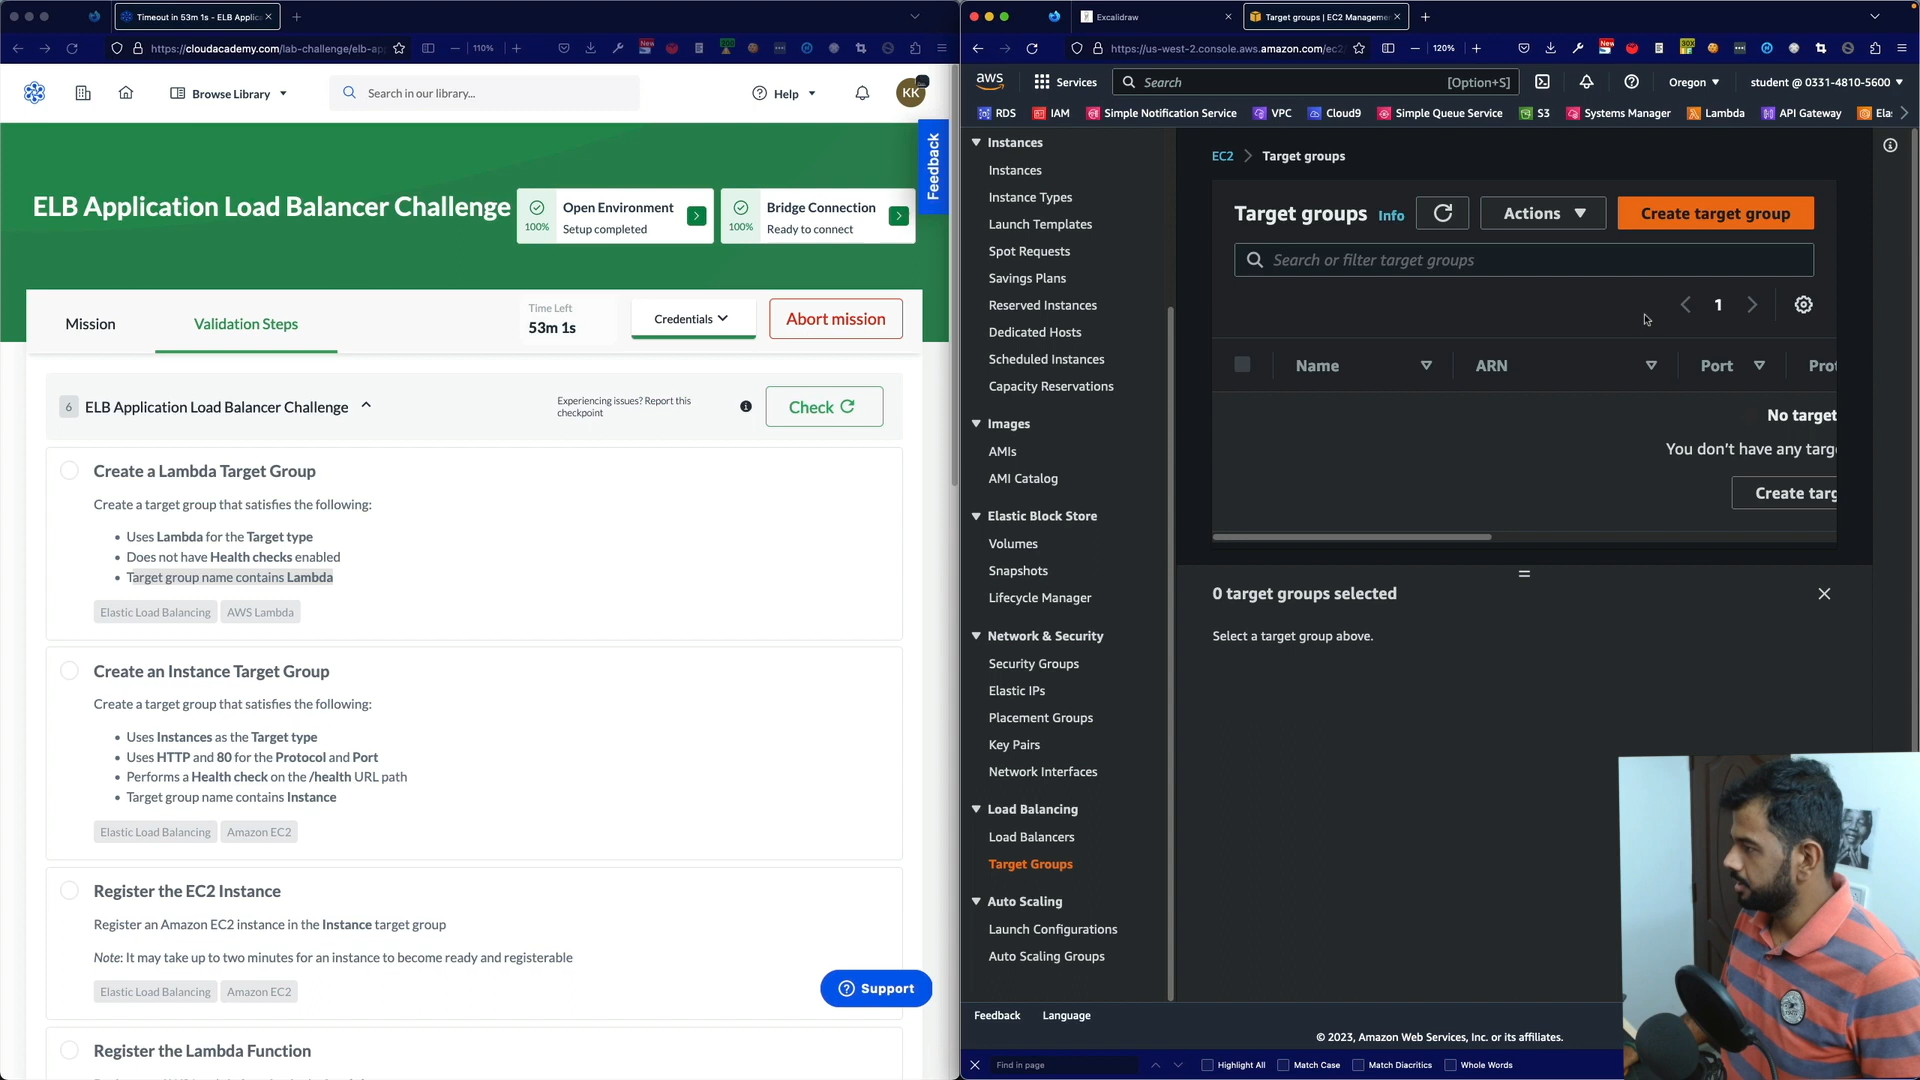 Timeout in 53m 1s - ELB Applic
https://cloudacademy.com/lab-challenge/elb-ap
110%
New
Browse Library
Search in our library...
Help
KK
Feedback
ELB Application Load Balancer Challenge
100%
Open Environment
Setup completed
100%
Bridge Connection
Ready to connect
Mission
Validation Steps
Time Left
53m 1s
Credentials
Abort mission
6
ELB Application Load Balancer Challenge
Experiencing issues? Report this
checkpoint
Check
Create a Lambda Target Group
Create a target group that satisfies the following:
• Uses Lambda for the Target type
• Does not have Health checks enabled
• Target group name contains Lambda
Elastic Load Balancing
AWS Lambda
Create an Instance Target Group
Create a target group that satisfies the following:
• Uses Instances as the Target type
• Uses HTTP and 80 for the Protocol and Port
• Performs a Health check on the /health URL path
• Target group name contains Instance
Elastic Load Balancing
Amazon EC2
Register the EC2 Instance
Register an Amazon EC2 instance in the Instance target group
Note: It may take up to two minutes for an instance to become ready and registerable
Elastic Load Balancing
Amazon EC2
Support
Register the Lambda Function
Excalidraw
Target groups | EC2 Manageme
https://us-west-2.console.aws.amazon.com/ec2
120%
New
30X
aws
Services
Search
[Option+S]
Oregon
student @ 0331-4810-5600
RDS
IAM
Simple Notification Service
VPC
Cloud9
Simple Queue Service
S3
Systems Manager
Lambda
API Gateway
Ela
Instances
Instances
Instance Types
Launch Templates
Spot Requests
Savings Plans
Reserved Instances
Dedicated Hosts
Scheduled Instances
Capacity Reservations
Images
AMIs
AMI Catalog
Elastic Block Store
Volumes
Snapshots
Lifecycle Manager
Network & Security
Security Groups
Elastic IPs
Placement Groups
Key Pairs
Network Interfaces
Load Balancing
Load Balancers
Target Groups
Auto Scaling
Launch Configurations
Auto Scaling Groups
EC2
Target groups
Target groups
Info
Actions
Create target group
Search or filter target groups
1
Name
ARN
Port
Prot
No target
You don't have any targe
Create targ
0 target groups selected
Select a target group above.
Feedback
Language
© 2023, Amazon Web Services, Inc. or its affiliates.
Find in page
Highlight All
Match Case
Match Diacritics
Whole Words